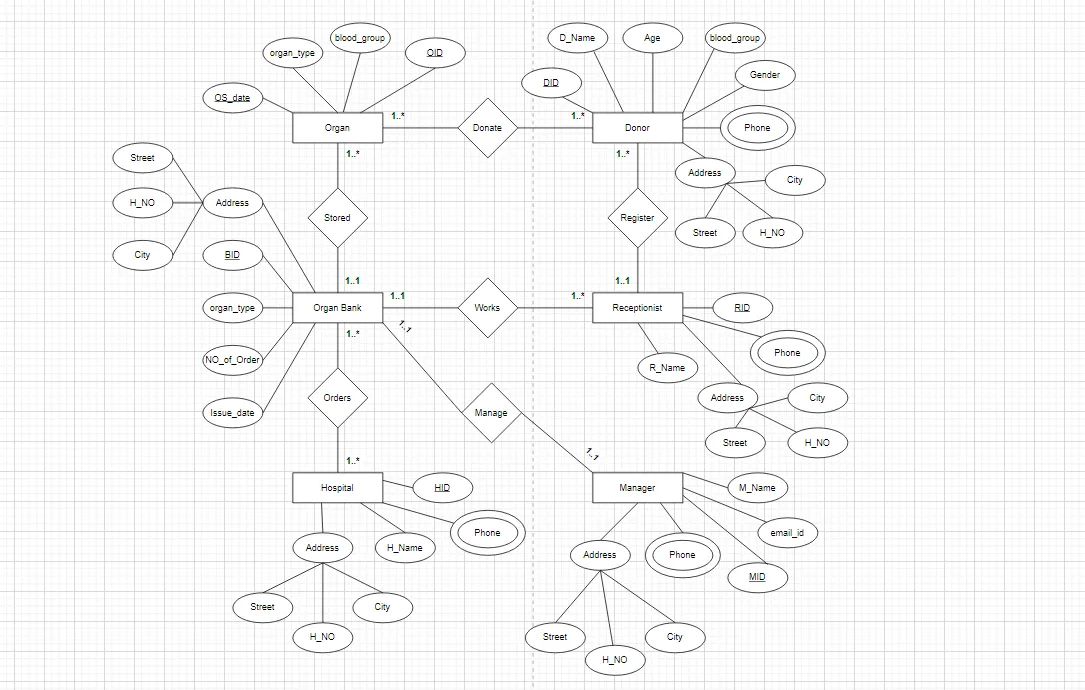 D_Name
Age
blood_group
blood_group
organ_type
OID
Gender
DID
OS_date
1..*
1..*
Organ
Donate
Donor
Phone
1..*
1..*
Street
Address
City
H_NO
Address
Stored
Register
Street
H_NO
City
BID
1..1
1..1
1..1
1..*
organ_type
Organ Bank
Works
Receptionist
RID
1..*
1..1
NO_of_Order
Phone
R_Name
Orders
Address
City
Issue_date
Manage
Street
H_NO
1..*
1..1
Hospital
HID
Manager
M_Name
Phone
email_id
Address
H_Name
Address
Phone
MID
Street
City
H_NO
Street
City
H_NO